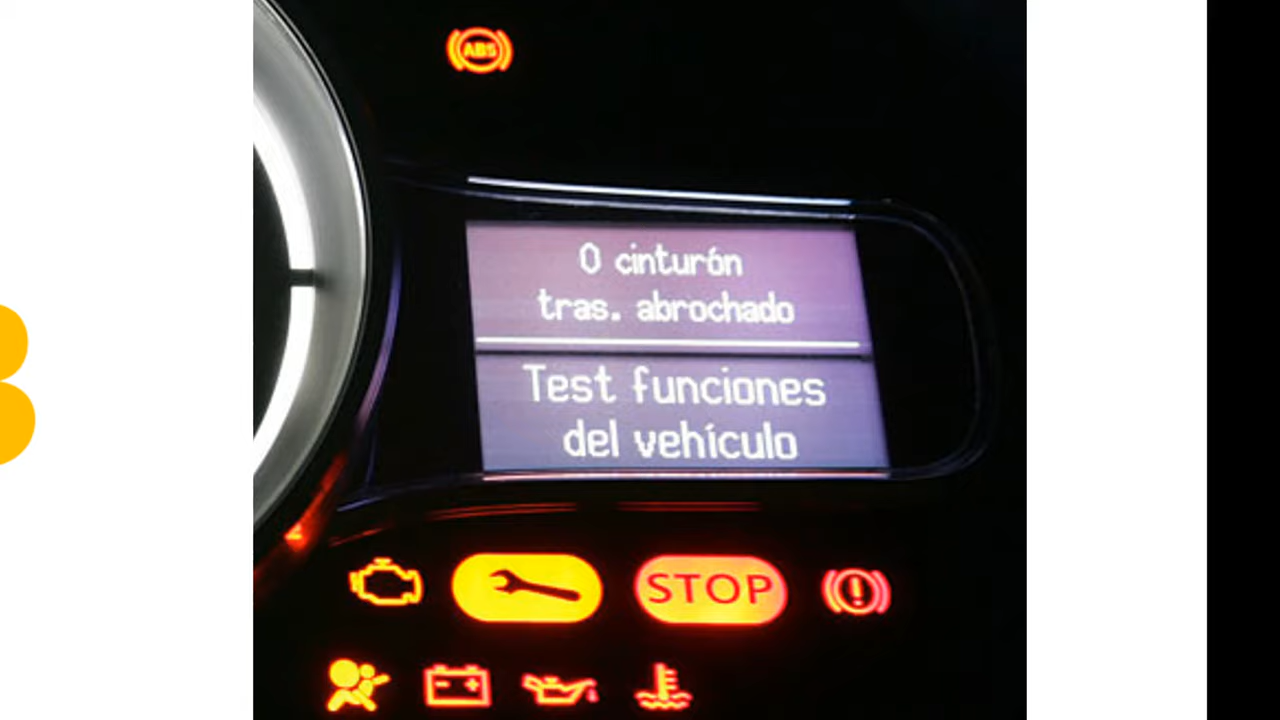 ABS
0 cinturón
tras. abrochado
Test funciones
del vehículo
STOP